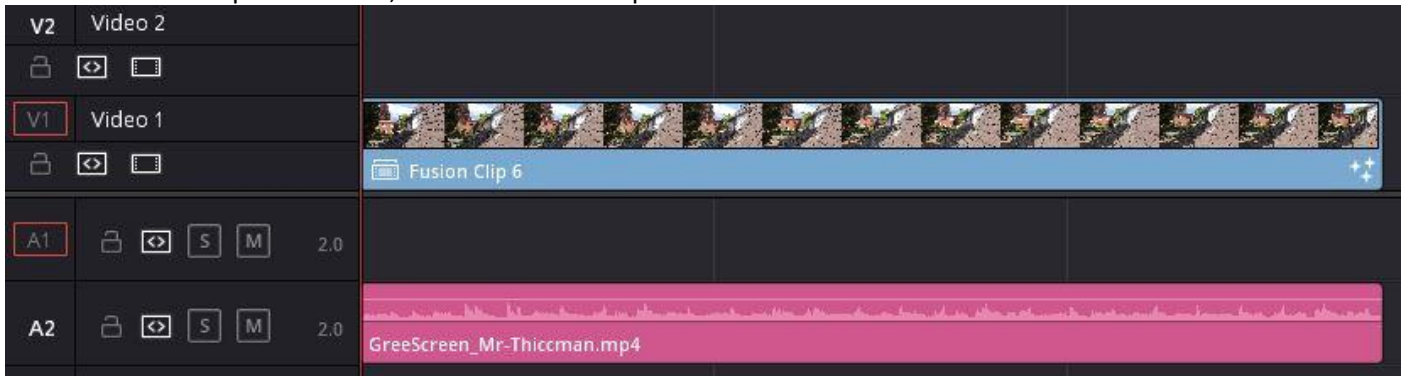 V2 Video 2
V1 Video 1
Fusion Clip 6
A1 S M 2.0
A2 S M 2.0
GreeScreen_Mr-Thiccman.mp4